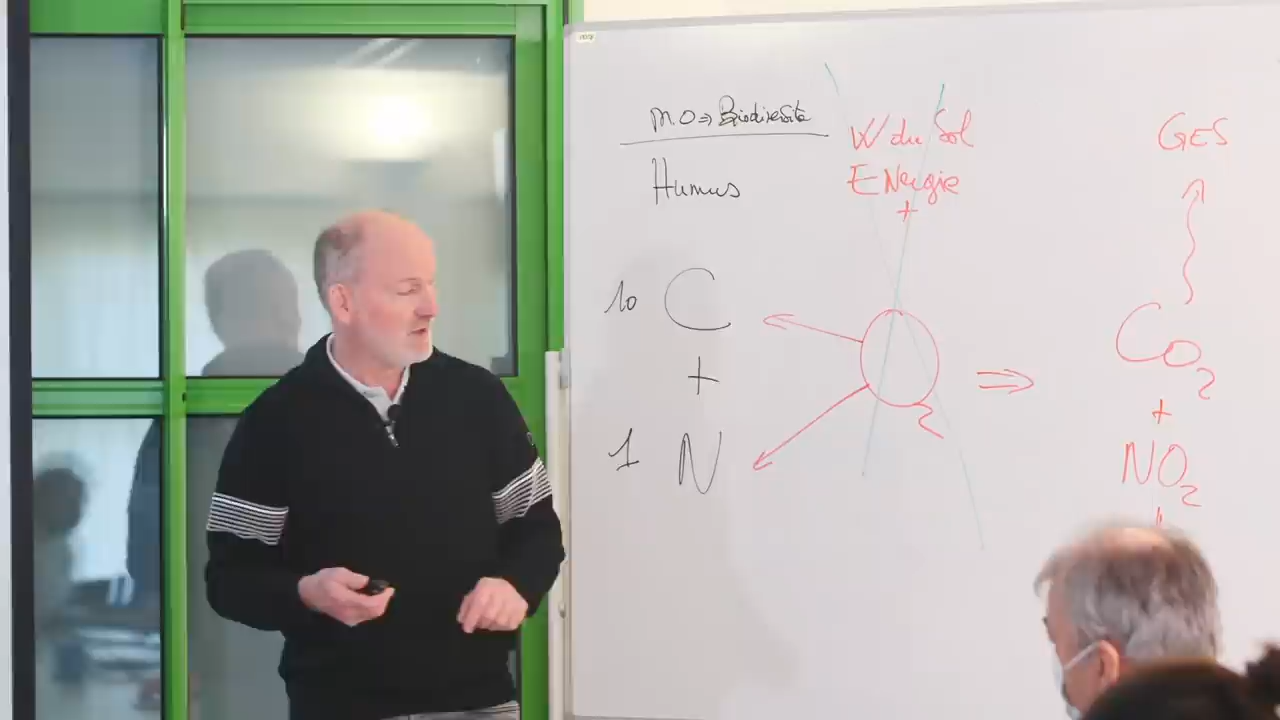 M.O => Biodiversité
Humus
10 C
+
1 N
W du Sol
ENergie
+
GES
CO2
+
NO2